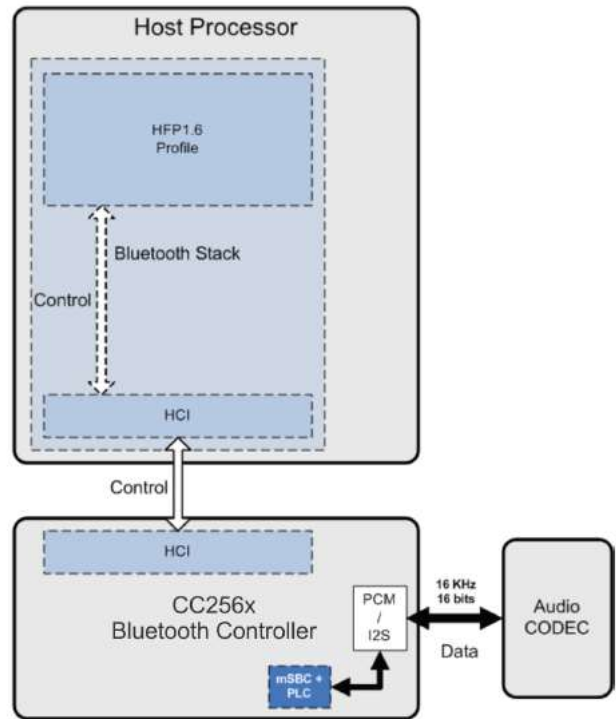 Host Processor
HFP1.6
Profile
Bluetooth Stack
Control
HCI
Control
HCI
CC256x
Bluetooth Controller
PCM
/
I2S
mSBC +
PLC
16 KHz
16 bits
Data
Audio
CODEC